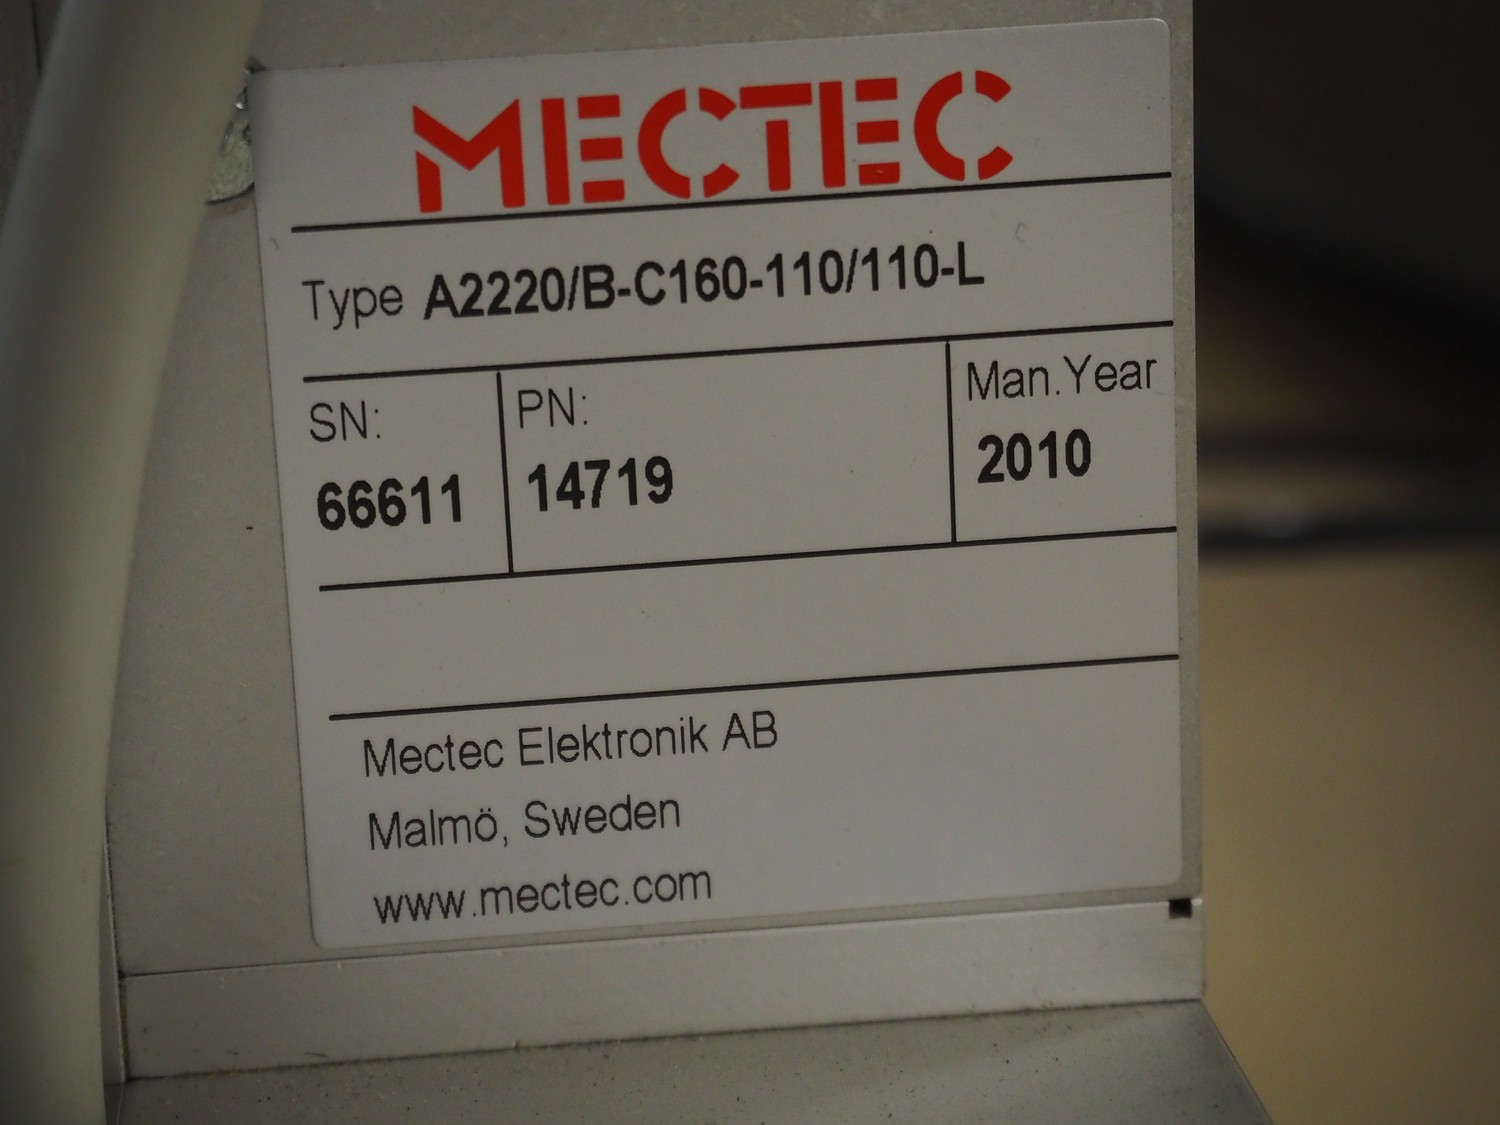 MECTEC
Type A2220/B-C160-110/110-L
SN:
66611
PN:
14719
Man.Year
2010
Mectec Elektronik AB
Malmö, Sweden
www.mectec.com